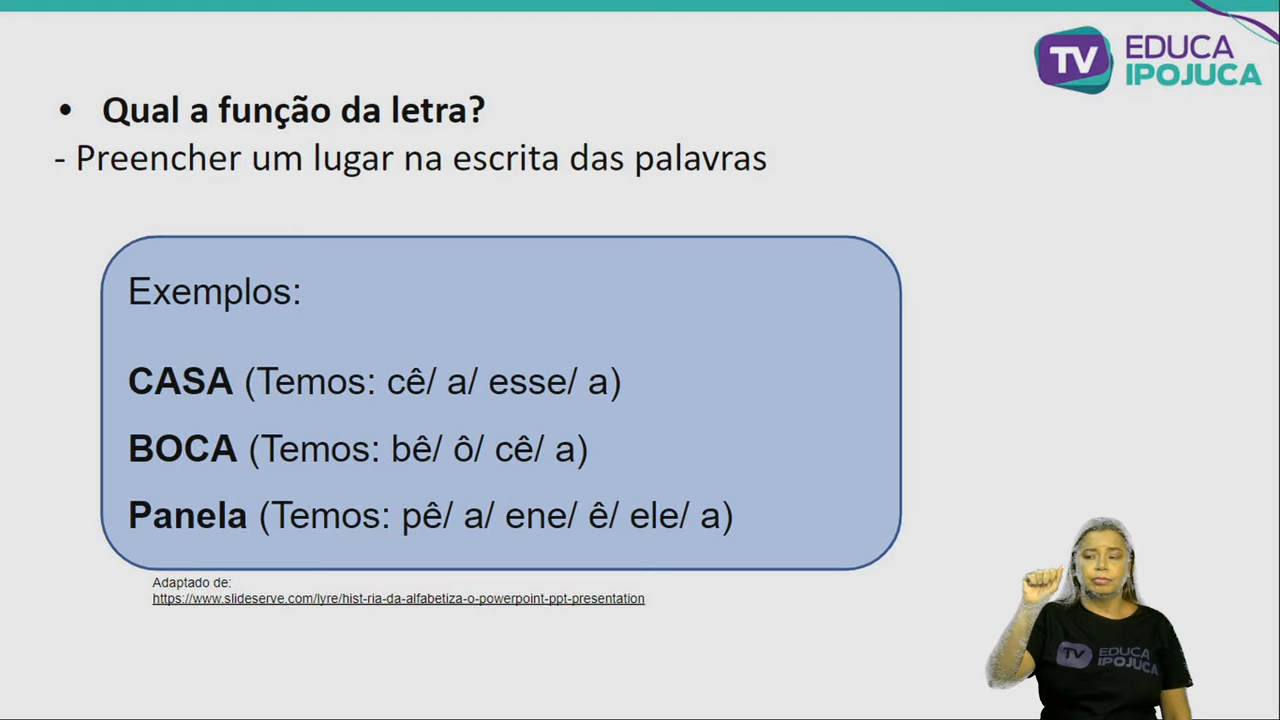 TV EDUCA
IPOJUCA
• Qual a função da letra?
- Preencher um lugar na escrita das palavras
Exemplos:
CASA (Temos: cê/ a/ esse/ a)
BOCA (Temos: bê/ ô/ cê/ a)
Panela (Temos: pê/ a/ ene/ ê/ ele/ a)
Adaptado de:
https://www.slideserve.com/lyre/hist-ria-da-alfabetiza-o-powerpoint-ppt-presentation
TV EDUCA
IPOJUCA